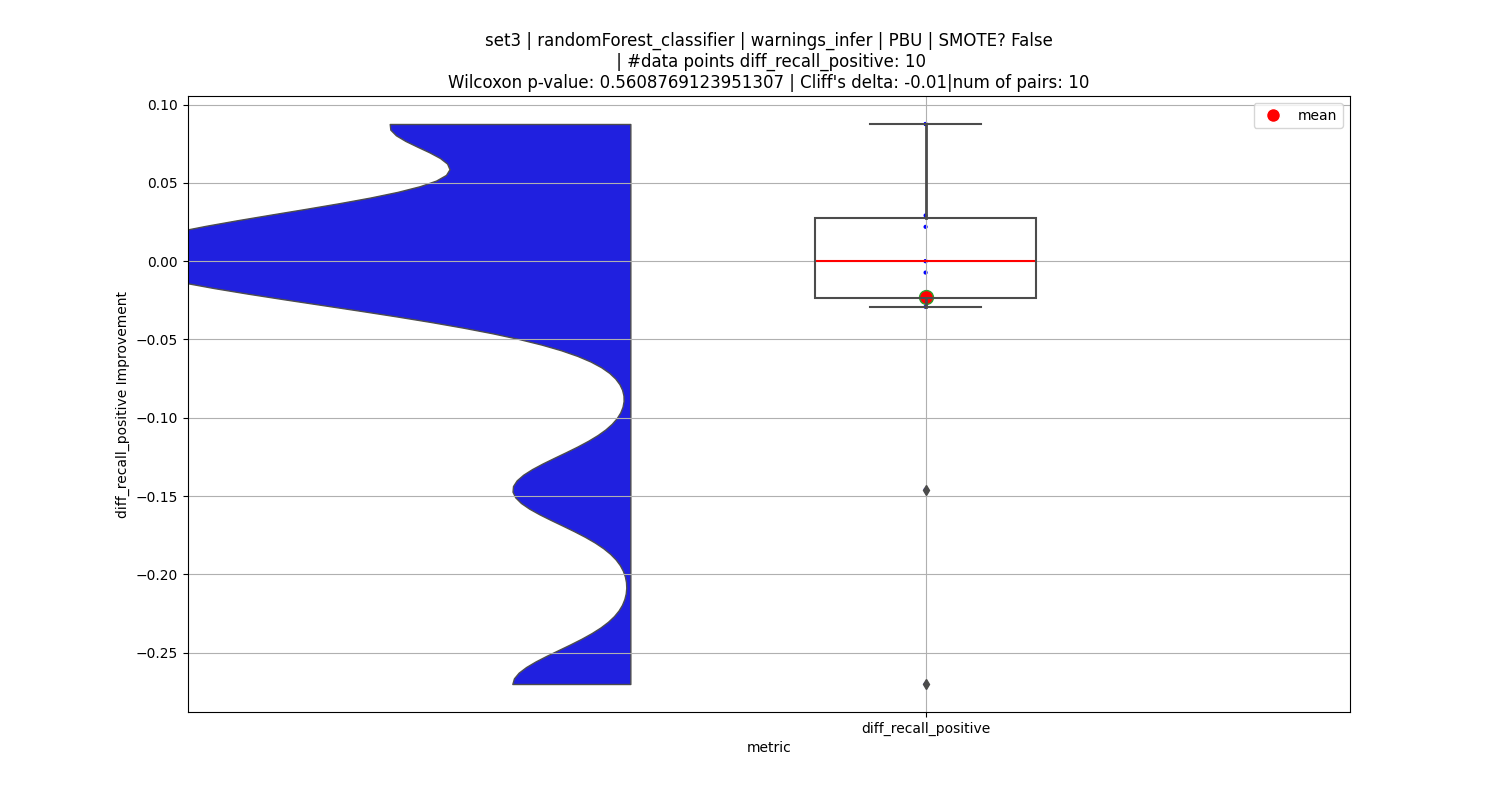 set3 | randomForest_classifier | warnings_infer | PBU | SMOTE? False
| #data points diff_recall_positive: 10
Wilcoxon p-value: 0.5608769123951307 | Cliff's delta: -0.01|num of pairs: 10
mean
diff_recall_positive Improvement
0.10
0.05
0.00
−0.05
−0.10
−0.15
−0.20
−0.25
diff_recall_positive
metric